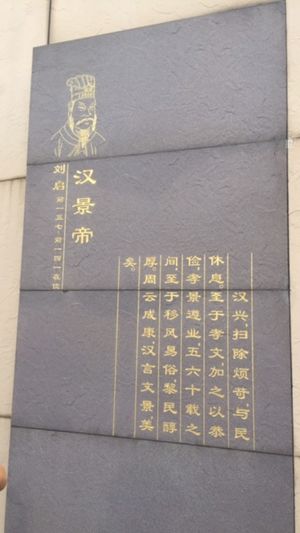 汉景帝
刘启 前一五七前一四一在位
汉兴，扫除烦苛，与民
休息。至于孝文，加之以恭
俭，孝景遵业，五六十载之
间，至于移风易俗，黎民醇
厚。周云成康，汉言文景，美
矣。